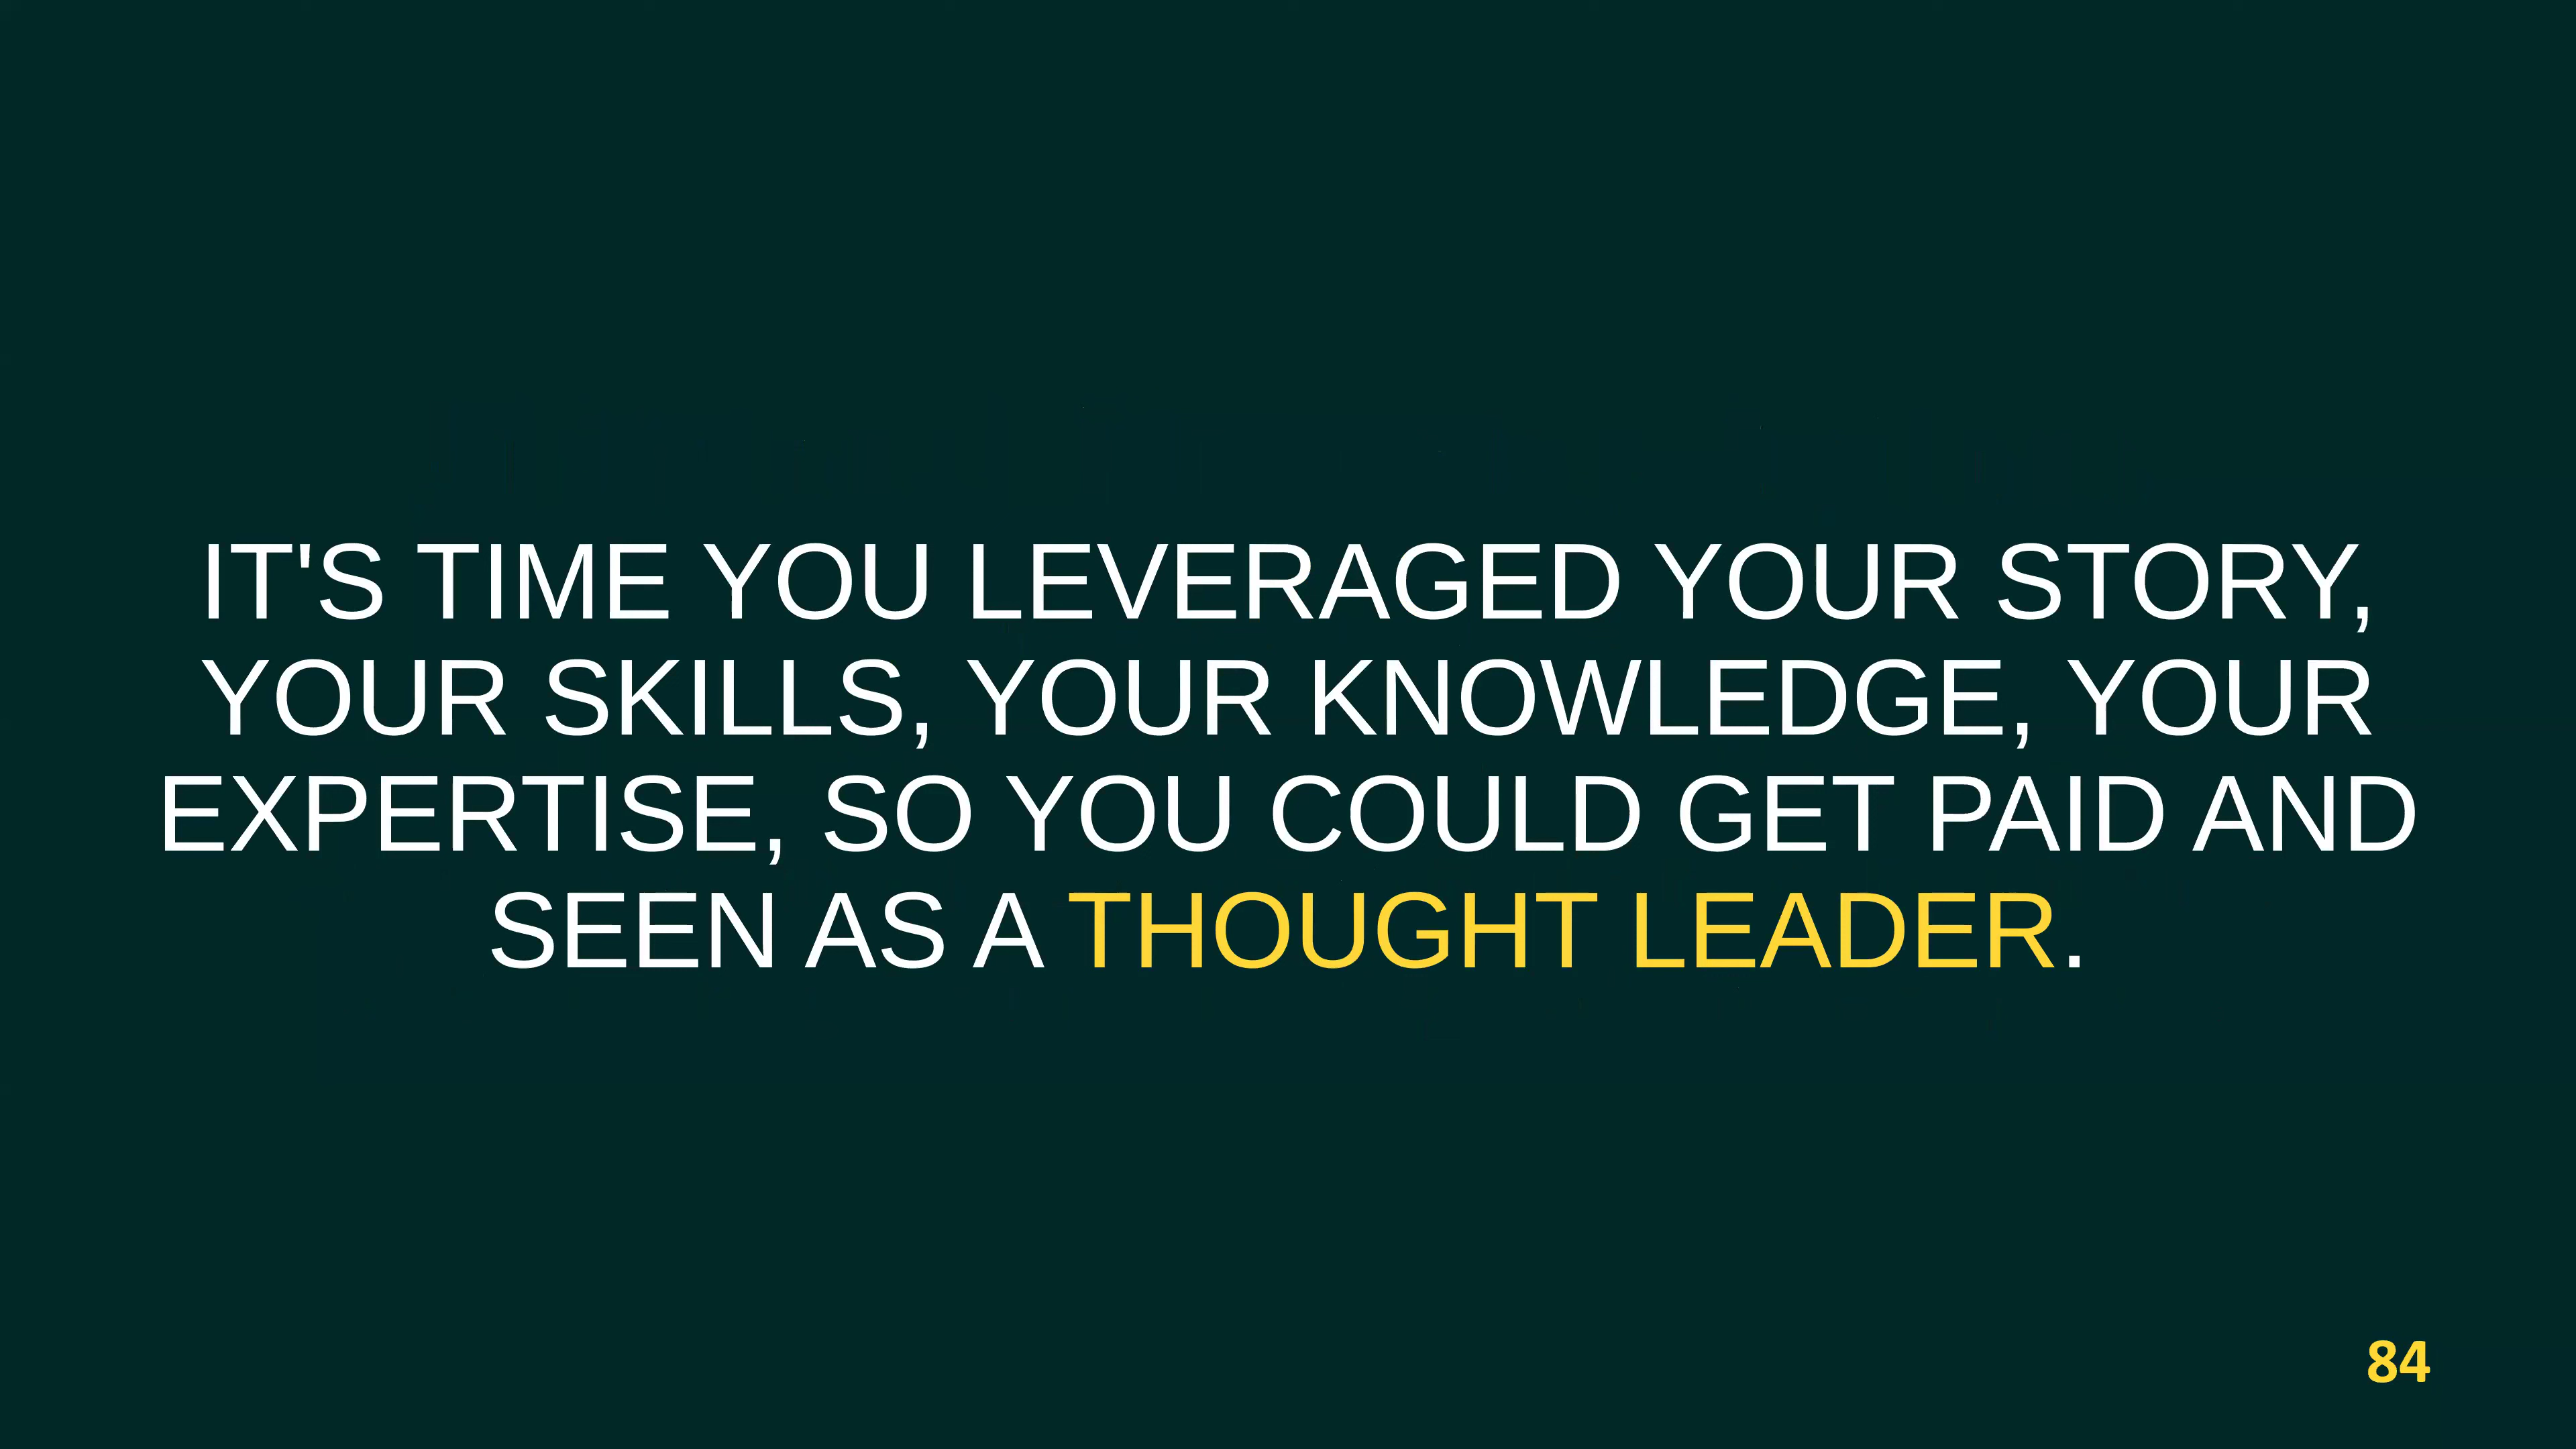 IT'S TIME YOU LEVERAGED YOUR STORY,
YOUR SKILLS, YOUR KNOWLEDGE, YOUR
EXPERTISE, SO YOU COULD GET PAID AND
SEEN AS A THOUGHT LEADER.
84